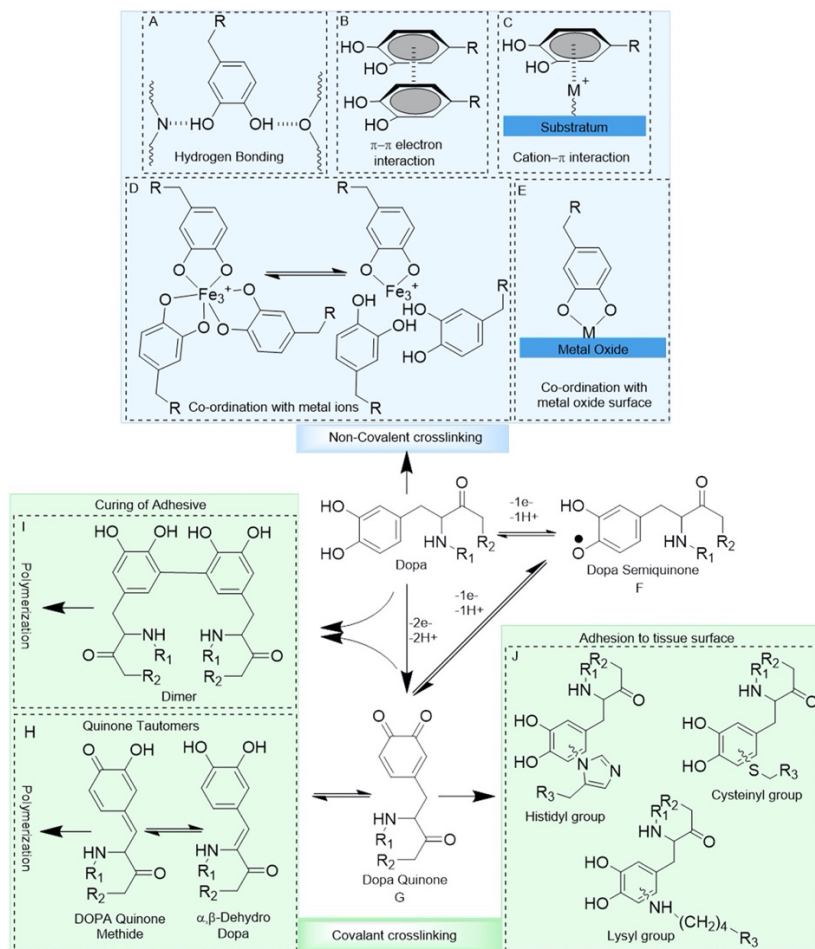 A
R
N
HO
OH
O
Hydrogen Bonding
B
HO
HO
R
HO
HO
R
π–π electron
interaction
C
HO
HO
R
M+
Substratum
Cation–π interaction
D
R
O
O
Fe3+
O
O
O
O
R
R
R
O
O
Fe3+
OH
OH
R
HO
HO
R
Co-ordination with metal ions
E
R
O
O
M
Metal Oxide
Co-ordination with
metal oxide surface
Non-Covalent crosslinking
Curing of Adhesive
I
HO
OH
HO
OH
NH
R1
O
R2
HN
R1
O
R2
Dimer
Polymerization
HO
HO
O
HN
R1
R2
Dopa
-1e-
-1H+
HO
O
O
HN
R1
R2
Dopa Semiquinone
F
-1e-
-1H+
-2e-
-2H+
H
Quinone Tautomers
O
OH
HN
R1
O
R2
DOPA Quinone
Methide
HO
OH
HN
R1
O
R2
α,β-Dehydro
Dopa
Polymerization
O
O
HN
R1
O
R2
Dopa Quinone
G
Adhesion to tissue surface
J
R1
R2
HN
O
HO
HO
N
N
R3
Histidyl group
R1
R2
HN
O
HO
HO
S
R3
Cysteinyl group
R1
R2
HN
O
HO
HO
NH
(CH2)4
R3
Lysyl group
Covalant crosslinking